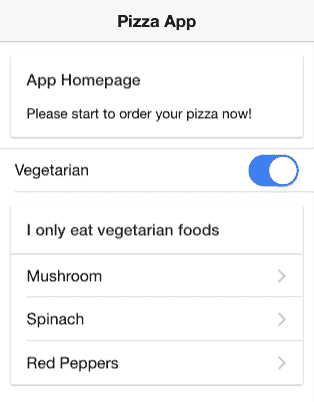 Pizza App
App Homepage
Please start to order your pizza now!
Vegetarian
I only eat vegetarian foods
Mushroom
Spinach
Red Peppers